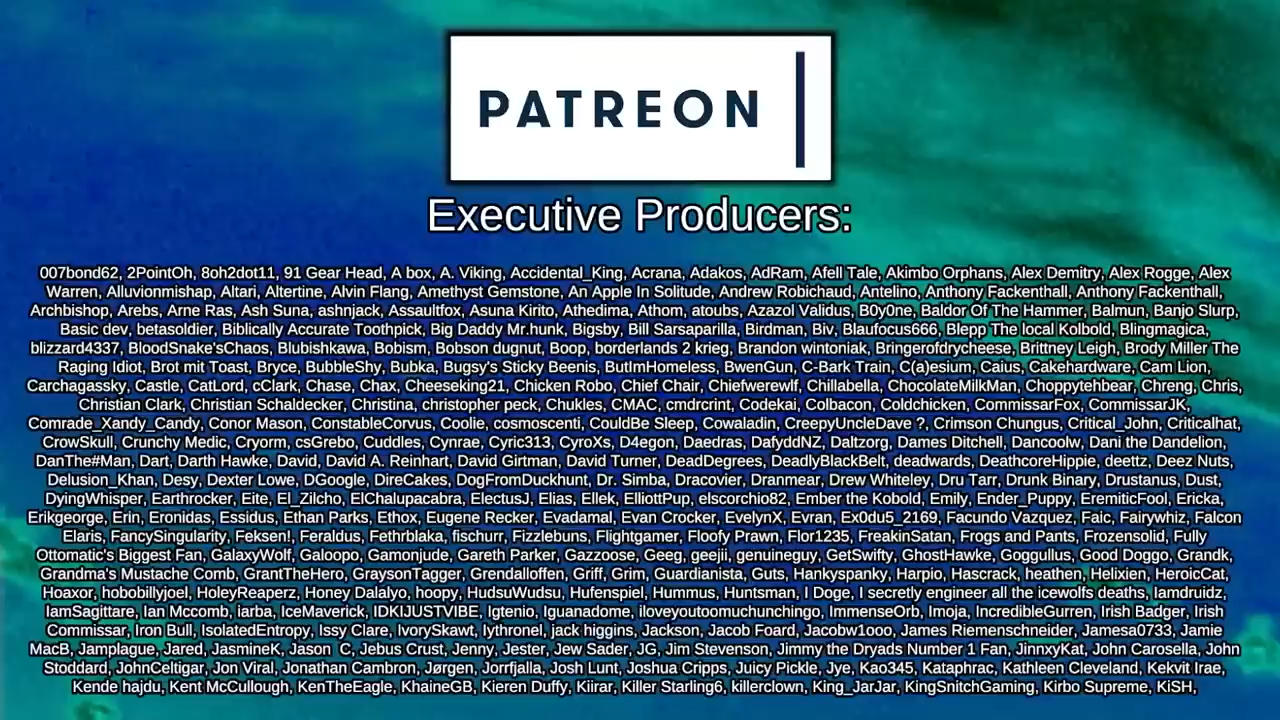 PATREON
Executive Producers:
007bond62, 2PointOh, 8oh2dot11, 91 Gear Head, A box, A. Viking, Accidental_King, Acrana, Adakos, AdRam, Afell Tale, Akimbo Orphans, Alex Demitry, Alex Rogge, Alex
Warren, Alluvionmishap, Altari, Altertine, Alvin Flang, Amethyst Gemstone, An Apple In Solitude, Andrew Robichaud, Antelino, Anthony Fackenthall, Anthony Fackenthall,
Archbishop, Arebs, Arne Ras, Ash Suna, ashnjack, Assaultfox, Asuna Kirito, Athedima, Athom, atoubs, Azazol Validus, B0y0ne, Baldor Of The Hammer, Balmun, Banjo Slurp,
Basic dev, betasoldier, Biblically Accurate Toothpick, Big Daddy Mr.hunk, Bigsby, Bill Sarsaparilla, Birdman, Biv, Blaufocus666, Blepp The local Kolbold, Blingmagica,
blizzard4337, BloodSnake'sChaos, Blubishkawa, Bobism, Bobson dugnut, Boop, borderlands 2 krieg, Brandon wintoniak, Bringerofdrycheese, Brittney Leigh, Brody Miller The
Raging Idiot, Brot mit Toast, Bryce, BubbleShy, Bubka, Bugsy's Sticky Beenis, ButImHomeless, BwenGun, C-Bark Train, C(a)esium, Caius, Cakehardware, Cam Lion,
Carchagassky, Castle, CatLord, cClark, Chase, Chax, Cheeseking21, Chicken Robo, Chief Chair, Chiefwerewlf, Chillabella, ChocolateMilkMan, Choppytehbear, Chreng, Chris,
Christian Clark, Christian Schaldecker, Christina, christopher peck, Chukles, CMAC, cmdrcrint, Codekai, Colbacon, Coldchicken, CommissarFox, CommissarJK,
Comrade_Xandy_Candy, Conor Mason, ConstableCorvus, Coolie, cosmoscenti, CouldBe Sleep, Cowaladin, CreepyUncleDave ?, Crimson Chungus, Critical_John, Criticalhat,
CrowSkull, Crunchy Medic, Cryorm, csGrebo, Cuddles, Cynrae, Cyric313, CyroXs, D4egon, Daedras, DafyddNZ, Daltzorg, Dames Ditchell, Dancoolw, Dani the Dandelion,
DanThe#Man, Dart, Darth Hawke, David, David A. Reinhart, David Girtman, David Turner, DeadDegrees, DeadlyBlackBelt, deadwards, DeathcoreHippie, deettz, Deez Nuts,
Delusion_Khan, Desy, Dexter Lowe, DGoogle, DireCakes, DogFromDuckhunt, Dr. Simba, Dracovier, Dranmear, Drew Whiteley, Dru Tarr, Drunk Binary, Drustanus, Dust,
DyingWhisper, Earthrocker, Eite, El_Zilcho, ElChalupacabra, ElectusJ, Elias, Ellek, ElliottPup, elscorchio82, Ember the Kobold, Emily, Ender_Puppy, EremiticFool, Ericka,
Erikgeorge, Erin, Eronidas, Essidus, Ethan Parks, Ethox, Eugene Recker, Evadamal, Evan Crocker, EvelynX, Evran, Ex0du5_2169, Facundo Vazquez, Faic, Fairywhiz, Falcon
Elaris, FancySingularity, Feksen!, Feraldus, Fethrblaka, fischurr, Fizzlebuns, Flightgamer, Floofy Prawn, Flor1235, FreakinSatan, Frogs and Pants, Frozensolid, Fully
Ottomatic's Biggest Fan, GalaxyWolf, Galoopo, Gamonjude, Gareth Parker, Gazzoose, Geeg, geejii, genuineguy, GetSwifty, GhostHawke, Goggullus, Good Doggo, Grandk,
Grandma's Mustache Comb, GrantTheHero, GraysonTagger, Grendalloffen, Griff, Grim, Guardianista, Guts, Hankyspanky, Harpio, Hascrack, heathen, Helixien, HeroicCat,
Hoaxor, hobobillyjoel, HoleyReaperz, Honey Dalalyo, hoopy, HudsuWudsu, Hufenspiel, Hummus, Huntsman, I Doge, I secretly engineer all the icewolfs deaths, Iamdruidz,
IamSagittare, Ian Mccomb, iarba, IceMaverick, IDKIJUSTVIBE, Igtenio, Iguanadome, iloveyoutoomuchunchingo, ImmenseOrb, Imoja, IncredibleGurren, Irish Badger, Irish
Commissar, Iron Bull, IsolatedEntropy, Issy Clare, IvorySkawt, Iythronel, jack higgins, Jackson, Jacob Foard, Jacobw1ooo, James Riemenschneider, Jamesa0733, Jamie
MacB, Jamplague, Jared, JasmineK, Jason  C, Jebus Crust, Jenny, Jester, Jew Sader, JG, Jim Stevenson, Jimmy the Dryads Number 1 Fan, JinnxyKat, John Carosella, John
Stoddard, JohnCeltigar, Jon Viral, Jonathan Cambron, Jørgen, Jorrfjalla, Josh Lunt, Joshua Cripps, Juicy Pickle, Jye, Kao345, Kataphrac, Kathleen Cleveland, Kekvit Irae,
Kende hajdu, Kent McCullough, KenTheEagle, KhaineGB, Kieren Duffy, Kiirar, Killer Starling6, killerclown, King_JarJar, KingSnitchGaming, Kirbo Supreme, KiSH,